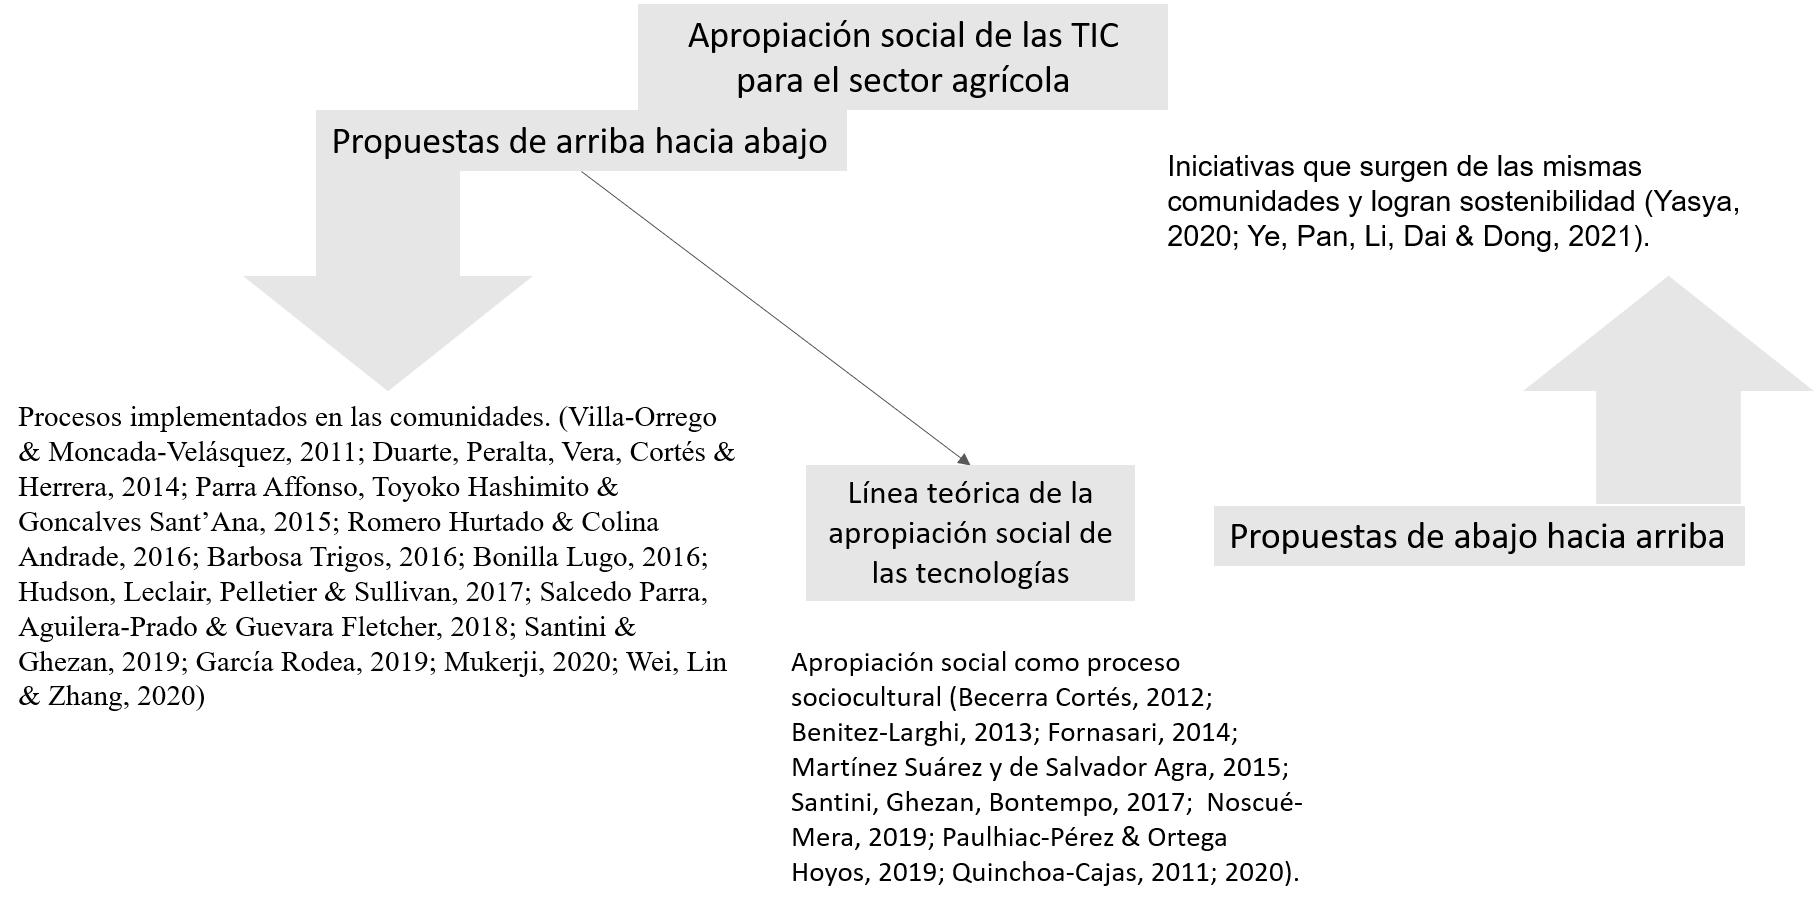 Apropiación social de las TIC
para el sector agrícola
Propuestas de arriba hacia abajo
Procesos implementados en las comunidades. (Villa-Orrego
& Moncada-Velásquez, 2011; Duarte, Peralta, Vera, Cortés &
Herrera, 2014; Parra Affonso, Toyoko Hashimito &
Goncalves Sant’Ana, 2015; Romero Hurtado & Colina
Andrade, 2016; Barbosa Trigos, 2016; Bonilla Lugo, 2016;
Hudson, Leclair, Pelletier & Sullivan, 2017; Salcedo Parra,
Aguilera-Prado & Guevara Fletcher, 2018; Santini &
Ghezan, 2019; García Rodea, 2019; Mukerji, 2020; Wei, Lin
& Zhang, 2020)
Línea teórica de la
apropiación social de
las tecnologías
Apropiación social como proceso
sociocultural (Becerra Cortés, 2012;
Benitez-Larghi, 2013; Fornasari, 2014;
Martínez Suárez y de Salvador Agra, 2015;
Santini, Ghezan, Bontempo, 2017; Noscué-
Mera, 2019; Paulhiac-Pérez & Ortega
Hoyos, 2019; Quinchoa-Cajas, 2011; 2020).
Iniciativas que surgen de las mismas
comunidades y logran sostenibilidad (Yasya,
2020; Ye, Pan, Li, Dai & Dong, 2021).
Propuestas de abajo hacia arriba